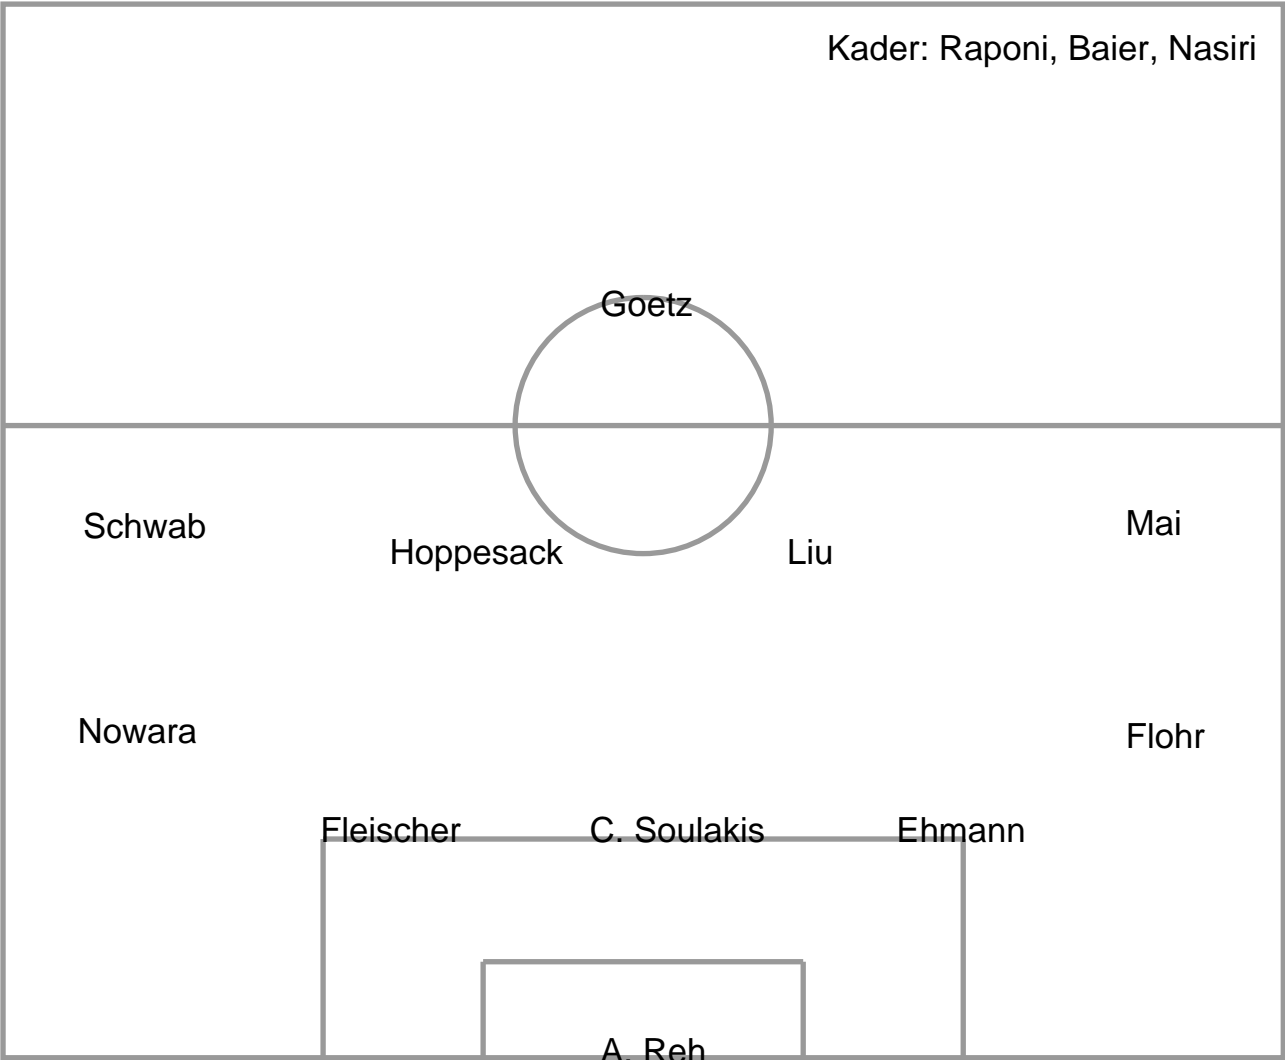 Kader: Raponi, Baier, Nasiri
Goetz
Schwab
Mai
Hoppesack
Liu
Nowara
Flohr
Fleischer
C. Soulakis
Ehmann
A. Reh